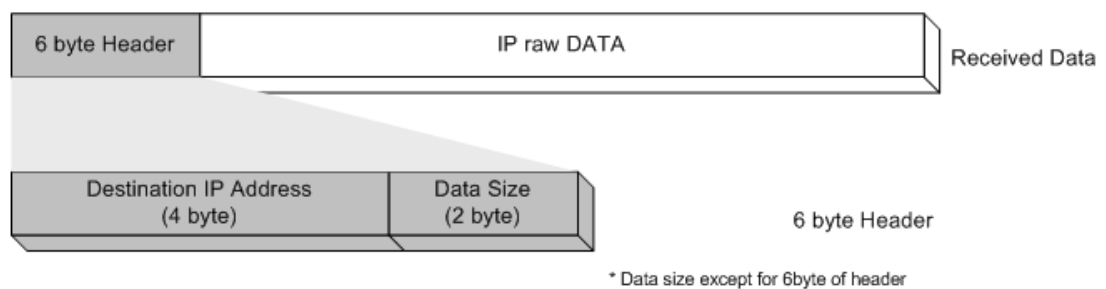 6 byte Header
IP raw DATA
Received Data
Destination IP Address
(4 byte)
Data Size
(2 byte)
6 byte Header
* Data size except for 6byte of header